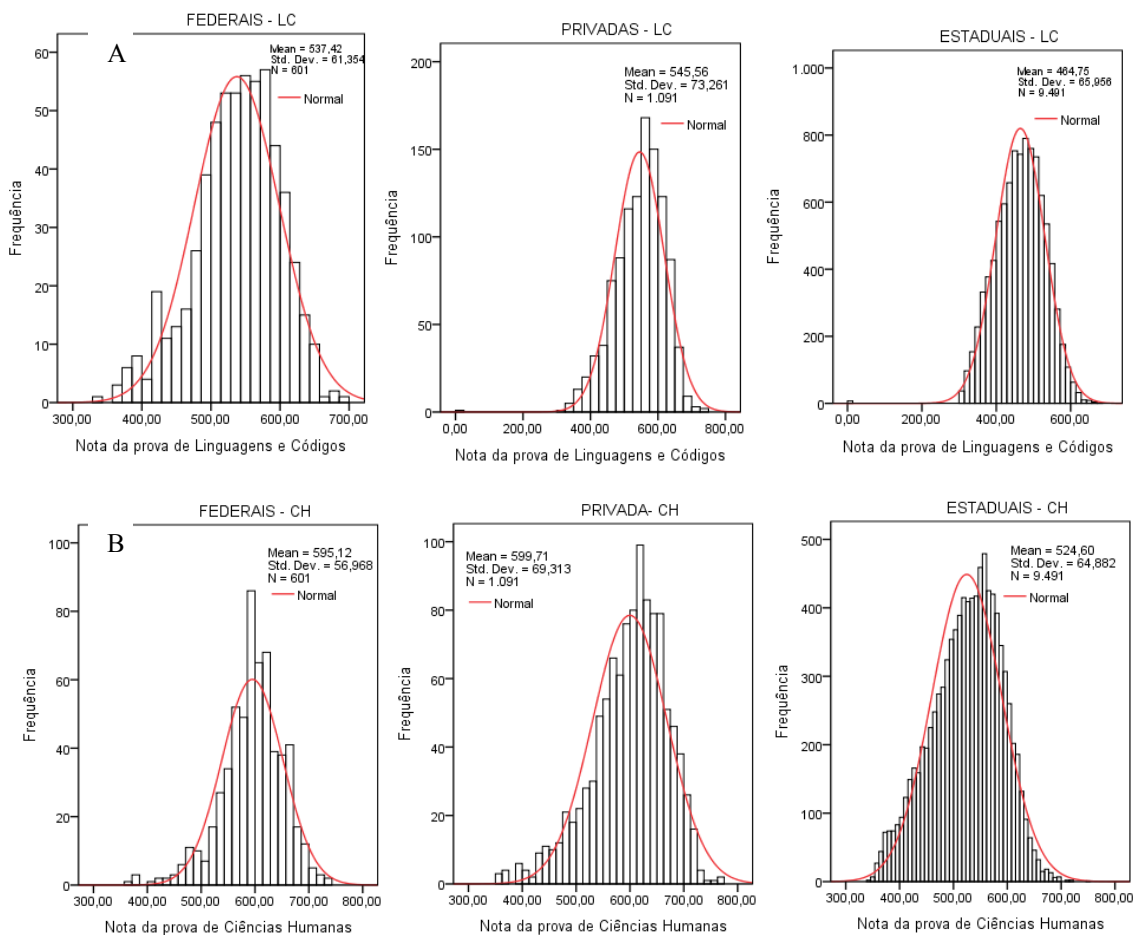 FEDERAIS - LC
A
Mean = 537,42
Std. Dev. = 61,354
N = 601
Normal
Frequência
60
50
40
30
20
10
0
300,00 400,00 500,00 600,00 700,00
Nota da prova de Linguagens e Códigos
PRIVADAS - LC
Mean = 545,56
Std. Dev. = 73,261
N = 1.091
Normal
Frequência
200
150
100
50
0
0,00 200,00 400,00 600,00 800,00
Nota da prova de Linguagens e Códigos
ESTADUAIS - LC
Mean = 464,75
Std. Dev. = 65,956
N = 9.491
Normal
Frequência
1.000
800
600
400
200
0
0,00 200,00 400,00 600,00
Nota da prova de Linguagens e Códigos
FEDERAIS - CH
B
Mean = 595,12
Std. Dev. = 56,968
N = 601
Normal
Frequência
100
80
60
40
20
0
300,00 400,00 500,00 600,00 700,00 800,00
Nota da prova de Ciências Humanas
PRIVADA- CH
Mean = 599,71
Std. Dev. = 69,313
N = 1.091
Normal
Frequência
100
80
60
40
20
0
300,00 400,00 500,00 600,00 700,00 800,00
Nota da prova de Ciências Humanas
ESTADUAIS - CH
Mean = 524,60
Std. Dev. = 64,882
N = 9.491
Normal
Frequência
500
400
300
200
100
0
300,00 400,00 500,00 600,00 700,00 800,00
Nota da prova de Ciências Humanas